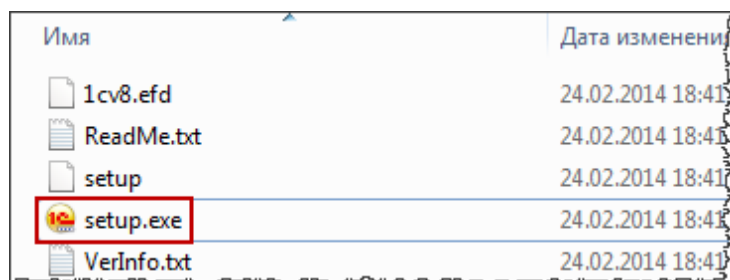 Имя Дата изменени
1cv8.efd 24.02.2014 18:41
ReadMe.txt 24.02.2014 18:41
setup 24.02.2014 18:41
setup.exe 24.02.2014 18:41
VerInfo.txt 24.02.2014 18:41